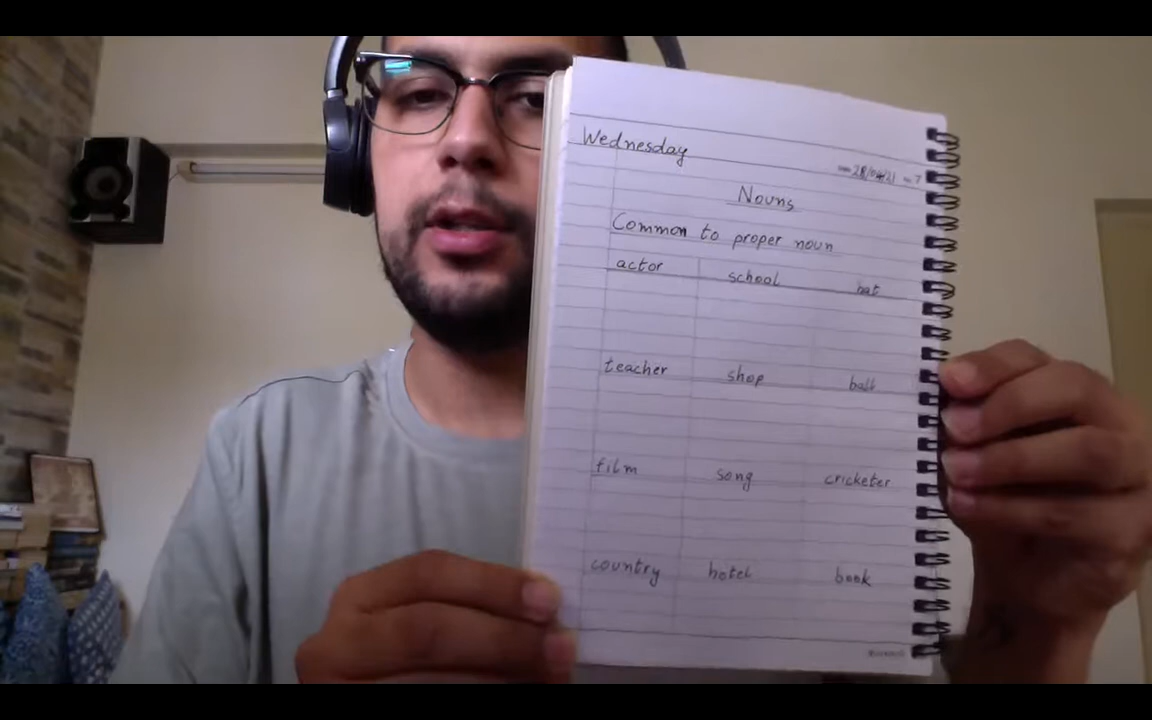 Wednesday
28/04/21
Nouns
Common to proper noun
actor school bat
teacher shop ball
film song cricketer
country hotel book